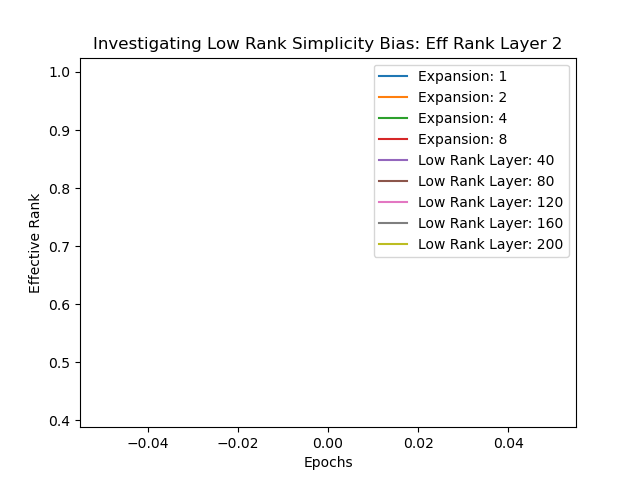 Investigating Low Rank Simplicity Bias: Eff Rank Layer 2
1.0
0.9
0.8
0.7
0.6
0.5
0.4
Effective Rank
Expansion: 1
Expansion: 2
Expansion: 4
Expansion: 8
Low Rank Layer: 40
Low Rank Layer: 80
Low Rank Layer: 120
Low Rank Layer: 160
Low Rank Layer: 200
−0.04 −0.02 0.00 0.02 0.04
Epochs